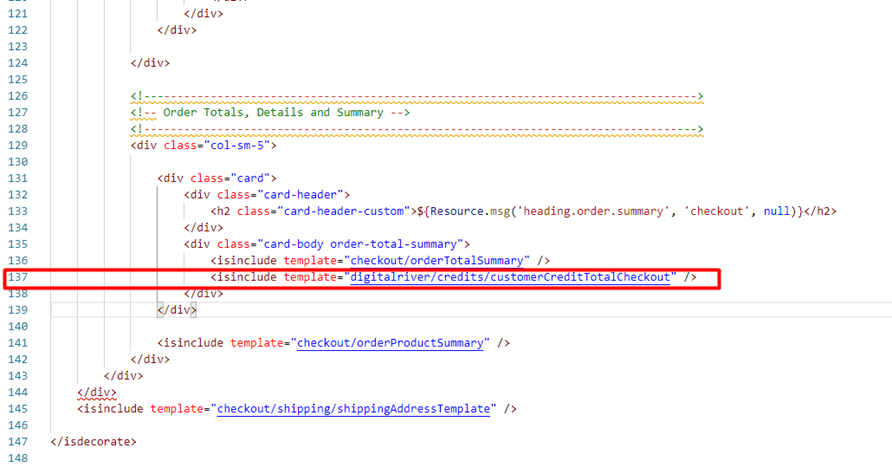 120 </div>
121 </div>
122 </div>
123
124 </div>
125
126 <!----------------------------------------------------------------------------------->
127 <!-- Order Totals, Details and Summary -->
128 <!----------------------------------------------------------------------------------->
129 <div class="col-sm-5">
130
131 <div class="card">
132 <div class="card-header">
133 <h2 class="card-header-custom">${Resource.msg('heading.order.summary', 'checkout', null)}</h2>
134 </div>
135 <div class="card-body order-total-summary">
136 <isinclude template="checkout/orderTotalSummary" />
137 <isinclude template="digitalriver/credits/customerCreditTotalCheckout" />
138 </div>
139 </div>
140
141 <isinclude template="checkout/orderProductSummary" />
142 </div>
143 </div>
144 </div>
145 <isinclude template="checkout/shipping/shippingAddressTemplate" />
146
147 </isdecorate>
148